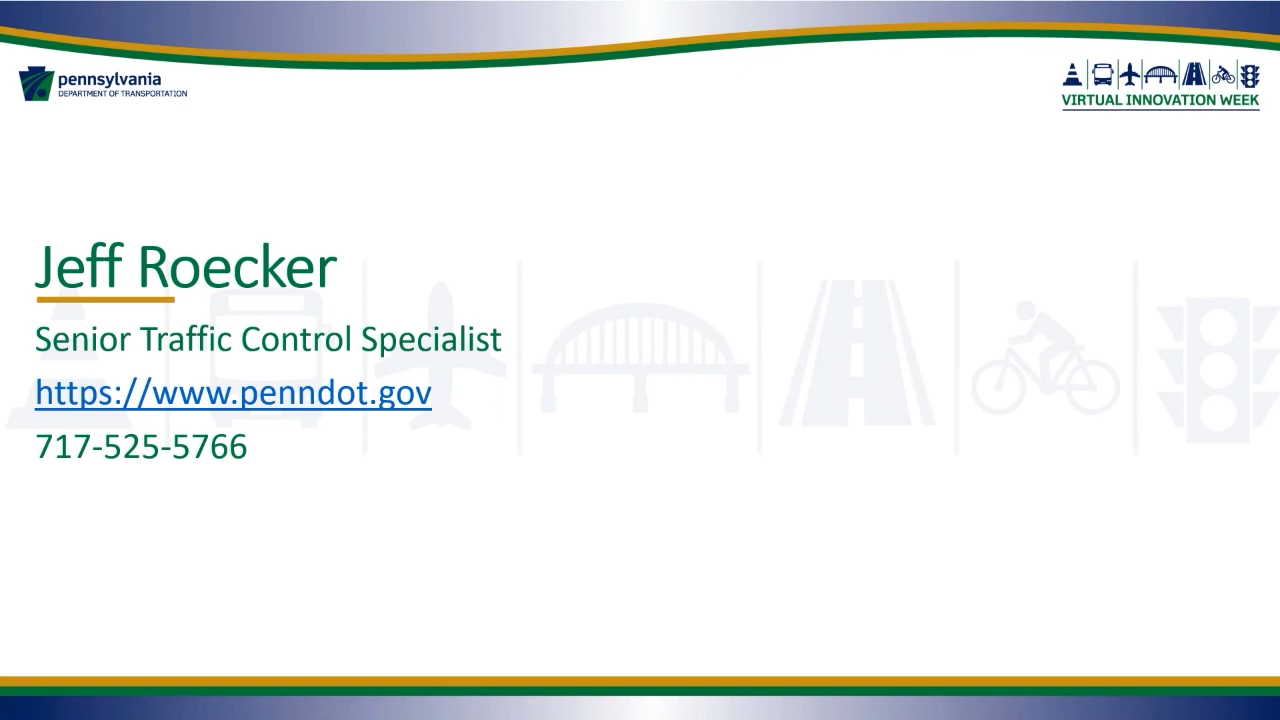 pennsylvania
DEPARTMENT OF TRANSPORTATION
VIRTUAL INNOVATION WEEK
Jeff Roecker
Senior Traffic Control Specialist
https://www.penndot.gov
717-525-5766